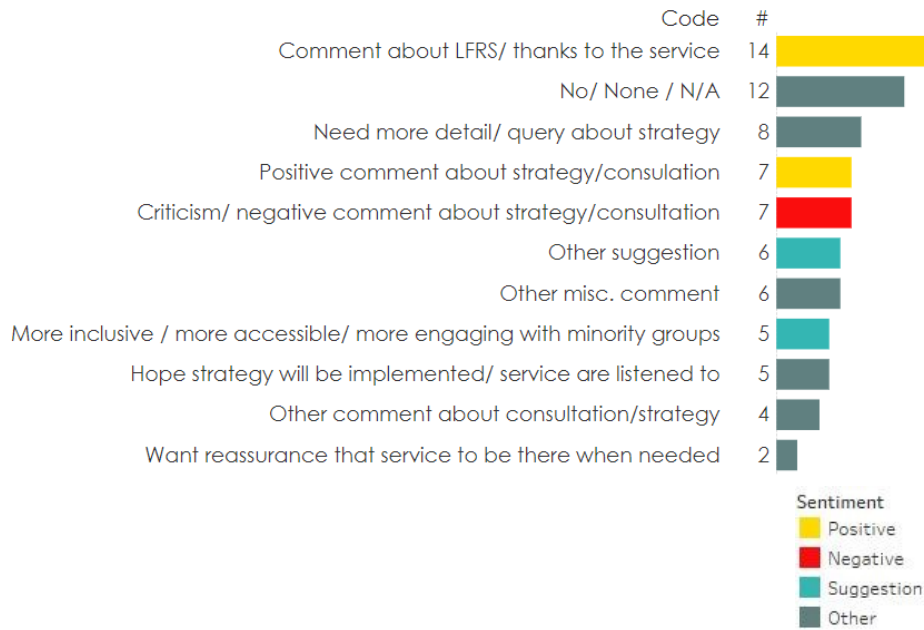 Code #
Comment about LFRS/ thanks to the service 14
No/ None / N/A 12
Need more detail/ query about strategy 8
Positive comment about strategy/consulation 7
Criticism/ negative comment about strategy/consultation 7
Other suggestion 6
Other misc. comment 6
More inclusive / more accessible/ more engaging with minority groups 5
Hope strategy will be implemented/ service are listened to 5
Other comment about consultation/strategy 4
Want reassurance that service to be there when needed 2
Sentiment
Positive
Negative
Suggestion
Other